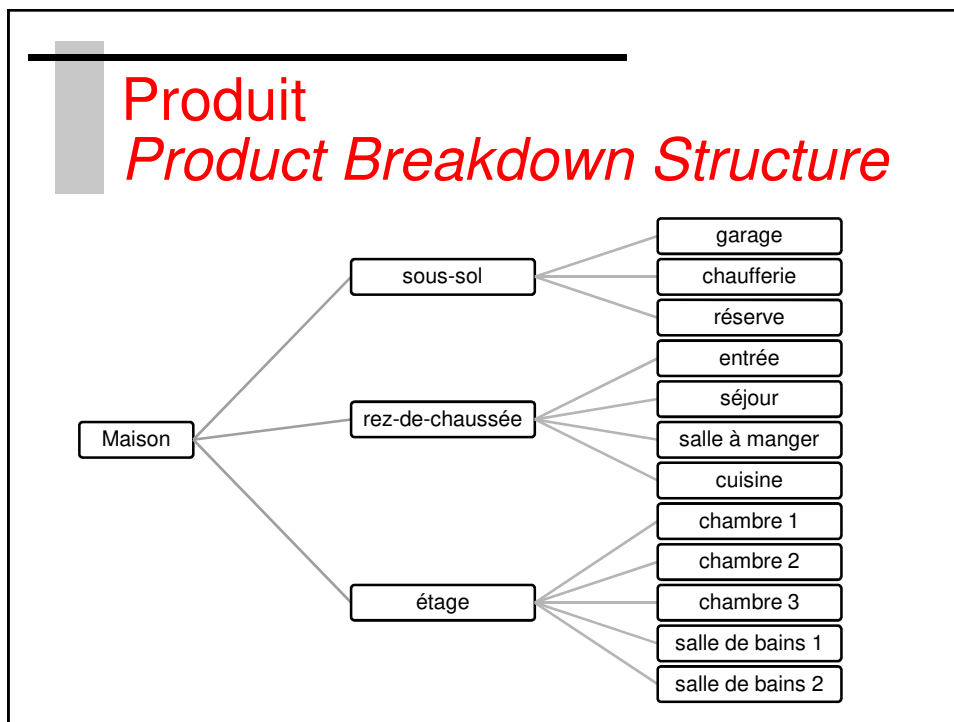 Produit
Product Breakdown Structure
Maison
sous-sol
garage
chaufferie
réserve
rez-de-chaussée
entrée
séjour
salle à manger
cuisine
étage
chambre 1
chambre 2
chambre 3
salle de bains 1
salle de bains 2